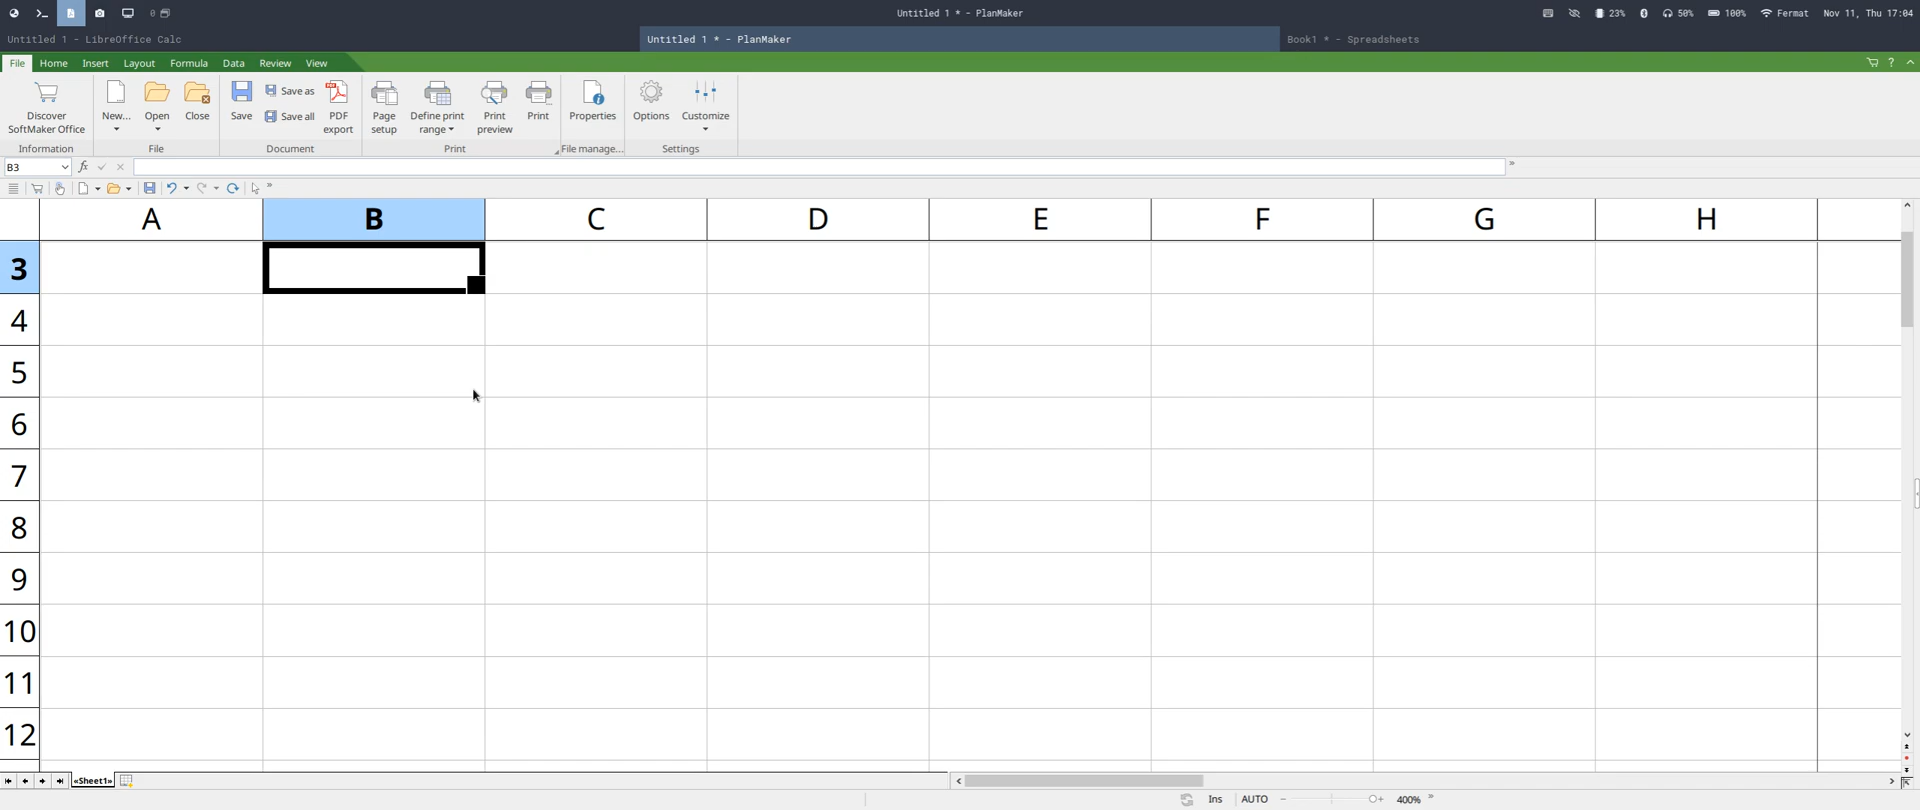 0 Untitled 1 * - PlanMaker 23% 50% 100% Fermat Nov 11, Thu 17:04
Untitled 1 - LibreOffice Calc Untitled 1 * - PlanMaker Book1 * - Spreadsheets
File Home Insert Layout Formula Data Review View ?
Discover SoftMaker Office
New...
Open
Close
Save
Save as
Save all
PDF export
Page setup
Define print range
Print preview
Print
Properties
Options
Customize
Information File Document Print File manage... Settings
B3 fx
A B C D E F G H
3
4
5
6
7
8
9
10
11
12
«Sheet1»
Ins AUTO 400%